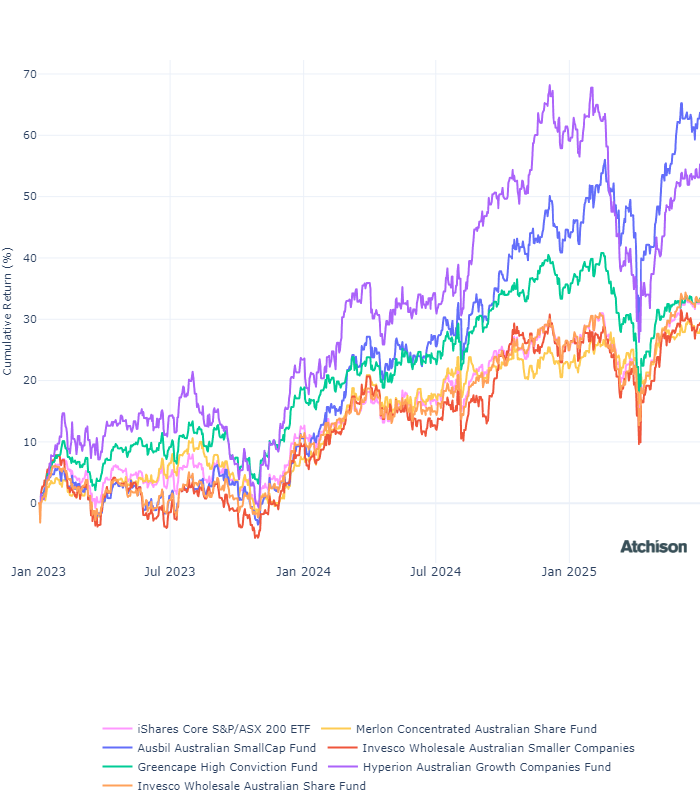 70
60
50
40
30
20
10
0
Cumulative Return (%)
Jan 2023 Jul 2023 Jan 2024 Jul 2024 Jan 2025
Atchison
iShares Core S&P/ASX 200 ETF Merlon Concentrated Australian Share Fund
Ausbil Australian SmallCap Fund Invesco Wholesale Australian Smaller Companies
Greencape High Conviction Fund Hyperion Australian Growth Companies Fund
Invesco Wholesale Australian Share Fund